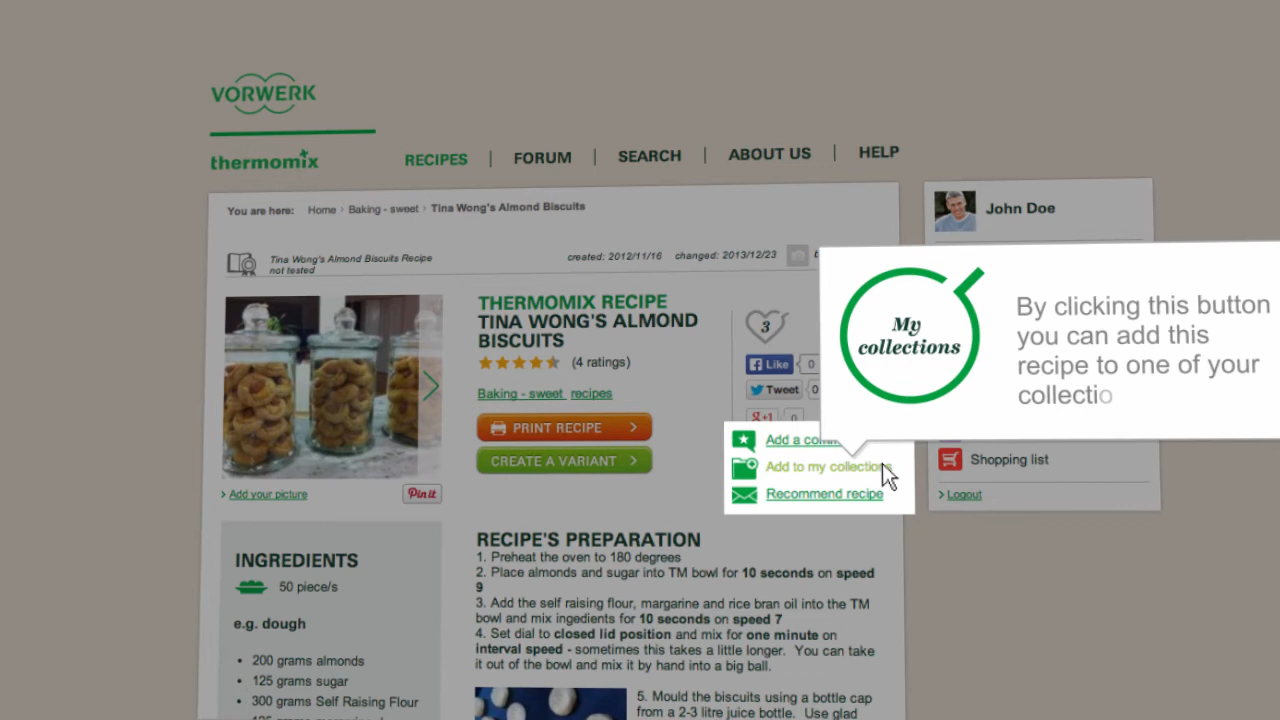 VORWERK
thermomix
RECIPES | FORUM | SEARCH | ABOUT US | HELP
You are here: Home › Baking - sweet › Tina Wong's Almond Biscuits
John Doe
Tina Wong's Almond Biscuits Recipe
not tested
created: 2012/11/16 changed: 2013/12/23
THERMOMIX RECIPE
TINA WONG'S ALMOND
BISCUITS
(4 ratings)
Baking - sweet recipes
PRINT RECIPE
CREATE A VARIANT
3
Like 0
Tweet 0
g+1 0
My
collections
By clicking this button
you can add this
recipe to one of your
collectio
Add a com
Add to my collections
Recommend recipe
Shopping list
Logout
Add your picture
Pin it
INGREDIENTS
50 piece/s
e.g. dough
• 200 grams almonds
• 125 grams sugar
• 300 grams Self Raising Flour
RECIPE'S PREPARATION
1. Preheat the oven to 180 degrees
2. Place almonds and sugar into TM bowl for 10 seconds on speed
9
3. Add the self raising flour, margarine and rice bran oil into the TM
bowl and mix ingedients for 10 seconds on speed 7
4. Set dial to closed lid position and mix for one minute on
interval speed - sometimes this takes a little longer. You can take
it out of the bowl and mix it by hand into a big ball.
5. Mould the biscuits using a bottle cap
from a 2-3 litre juice bottle. Use glad